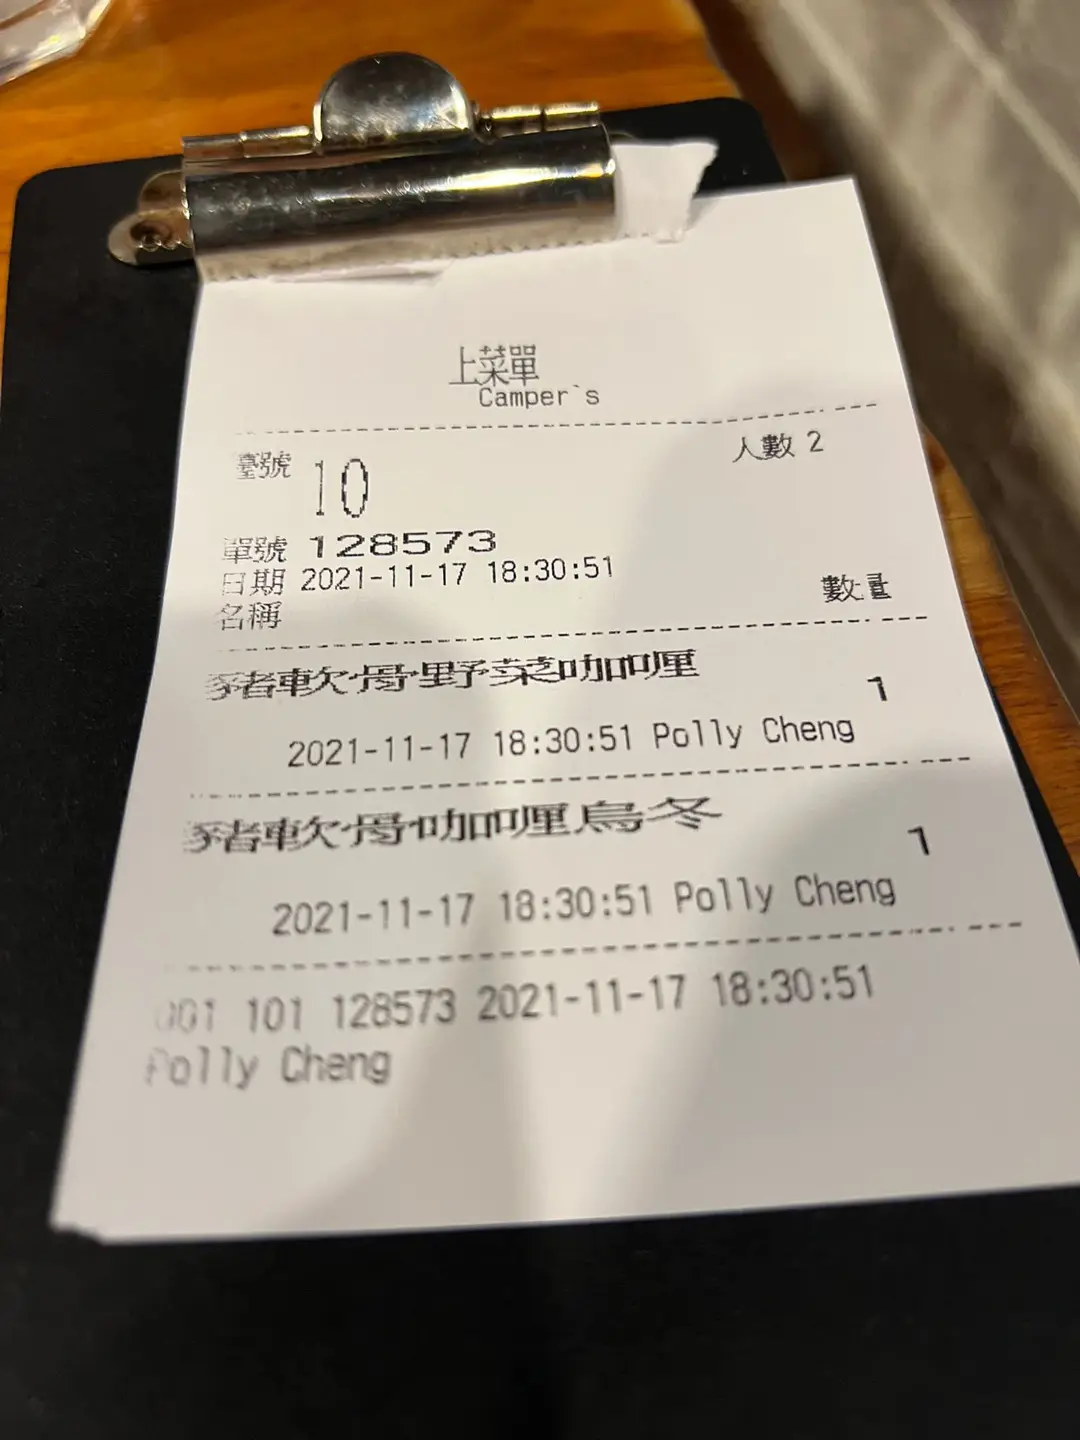 上菜單
Camper`s
臺號 10 人數 2
單號 128573
日期 2021-11-17 18:30:51
名稱 數量
豬軟骨野菜咖喱 1
2021-11-17 18:30:51 Polly Cheng
豬軟骨咖喱烏冬 1
2021-11-17 18:30:51 Polly Cheng
001 101 128573 2021-11-17 18:30:51
Polly Cheng